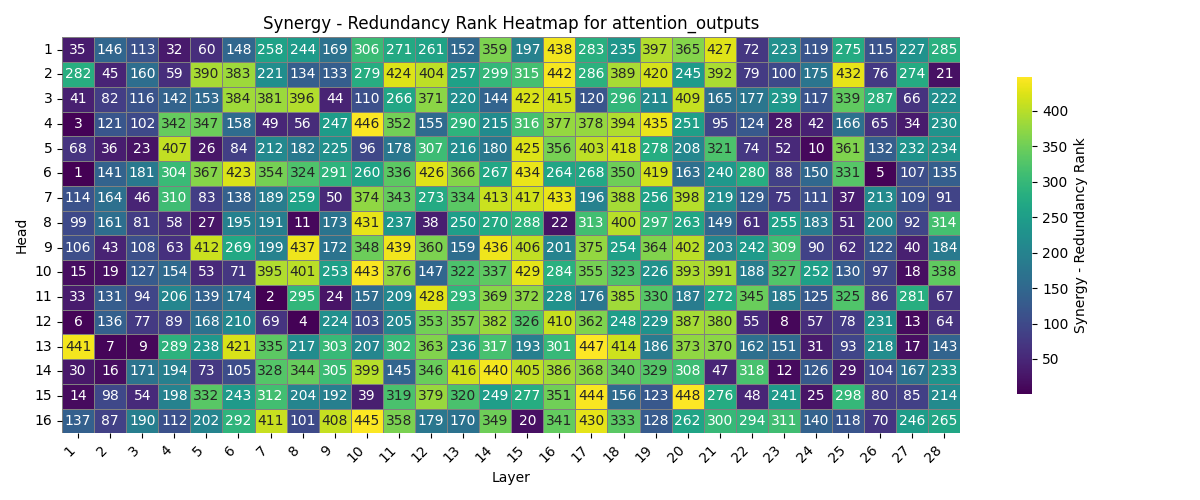 Synergy - Redundancy Rank Heatmap for attention_outputs
1 35 146 113 32 60 148 258 244 169 306 271 261 152 359 197 438 283 235 397 365 427 72 223 119 275 115 227 285
2 282 45 160 59 390 383 221 134 133 279 424 404 257 299 315 442 286 389 420 245 392 79 100 175 432 76 274 21
3 41 82 116 142 153 384 381 396 44 110 266 371 220 144 422 415 120 296 211 409 165 177 239 117 339 287 66 222
4 3 121 102 342 347 158 49 56 247 446 352 155 290 215 316 377 378 394 435 251 95 124 28 42 166 65 34 230
5 68 36 23 407 26 84 212 182 225 96 178 307 216 180 425 356 403 418 278 208 321 74 52 10 361 132 232 234
6 1 141 181 304 367 423 354 324 291 260 336 426 366 267 434 264 268 350 419 163 240 280 88 150 331 5 107 135
7 114 164 46 310 83 138 189 259 50 374 343 273 334 413 417 433 196 388 256 398 219 129 75 111 37 213 109 91
8 99 161 81 58 27 195 191 11 173 431 237 38 250 270 288 22 313 400 297 263 149 61 255 183 51 200 92 314
9 106 43 108 63 412 269 199 437 172 348 439 360 159 436 406 201 375 254 364 402 203 242 309 90 62 122 40 184
10 15 19 127 154 53 71 395 401 253 443 376 147 322 337 429 284 355 323 226 393 391 188 327 252 130 97 18 338
11 33 131 94 206 139 174 2 295 24 157 209 428 293 369 372 228 176 385 330 187 272 345 185 125 325 86 281 67
12 6 136 77 89 168 210 69 4 224 103 205 353 357 382 326 410 362 248 229 387 380 55 8 57 78 231 13 64
13 441 7 9 289 238 421 335 217 303 207 302 363 236 317 193 301 447 414 186 373 370 162 151 31 93 218 17 143
14 30 16 171 194 73 105 328 344 305 399 145 346 416 440 405 386 368 340 329 308 47 318 12 126 29 104 167 233
15 14 98 54 198 332 243 312 204 192 39 319 379 320 249 277 351 444 156 123 448 276 48 241 25 298 80 85 214
16 137 87 190 112 202 292 411 101 408 445 358 179 170 349 20 341 430 333 128 262 300 294 311 140 118 70 246 265
1 2 3 4 5 6 7 8 9 10 11 12 13 14 15 16 17 18 19 20 21 22 23 24 25 26 27 28
Layer
Head
400
350
300
250
200
150
100
50
Synergy - Redundancy Rank